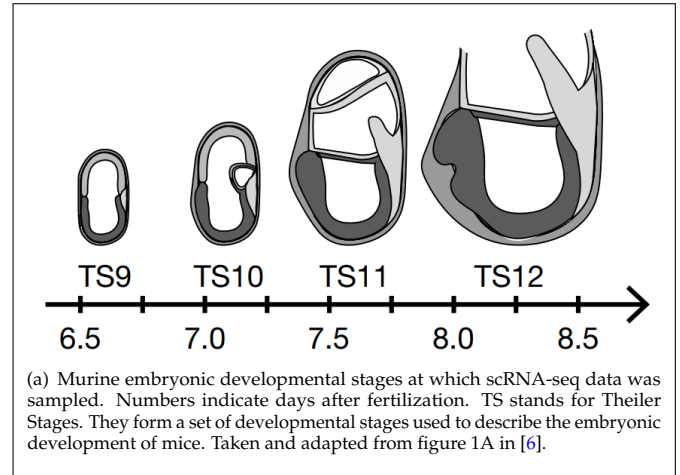 TS9 TS10 TS11 TS12
6.5 7.0 7.5 8.0 8.5
(a) Murine embryonic developmental stages at which scRNA-seq data was
sampled. Numbers indicate days after fertilization. TS stands for Theiler
Stages. They form a set of developmental stages used to describe the embryonic
development of mice. Taken and adapted from figure 1A in [6].